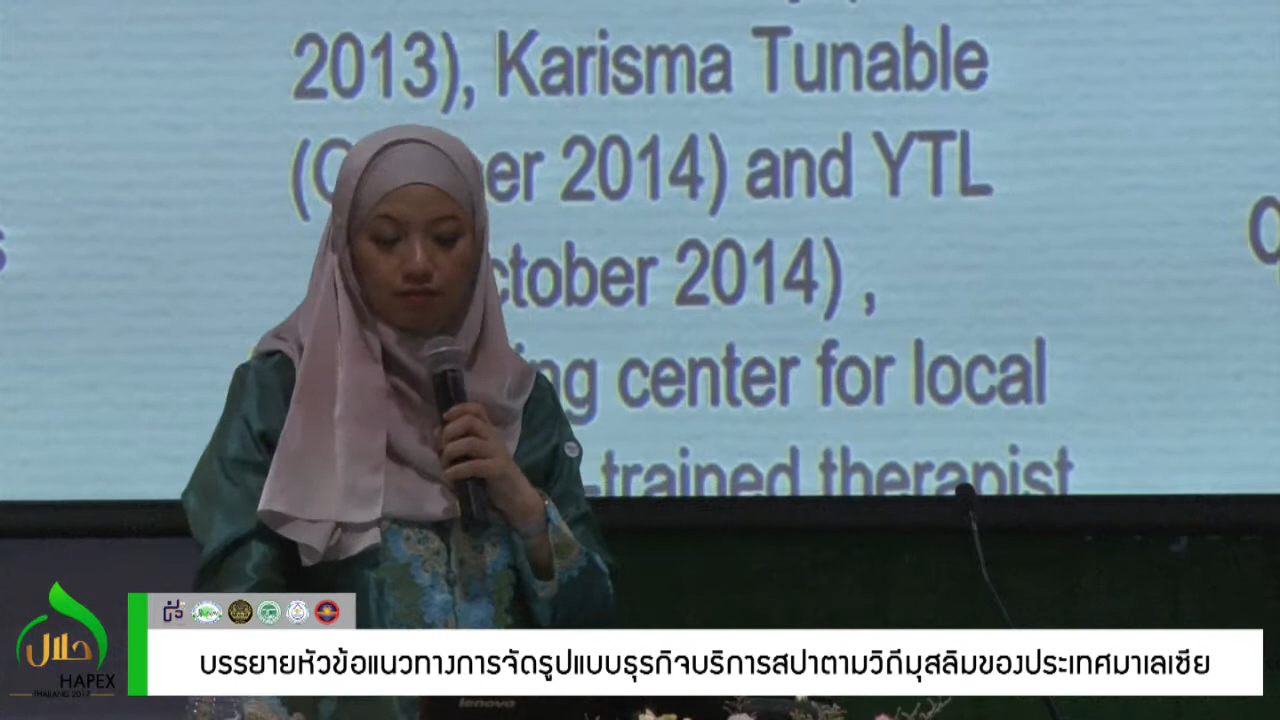 2013), Karisma Tunable
2014) and YTL
2014) ,
center for local
-trained therapist
บรรยายหัวข้อแนวทางการจัดรูปแบบธุรกิจบริการสปาตามวิถีมุสลิมของประเทศมาเลเซีย
حلال
HAPEX
THAILAND 2017
lenovo